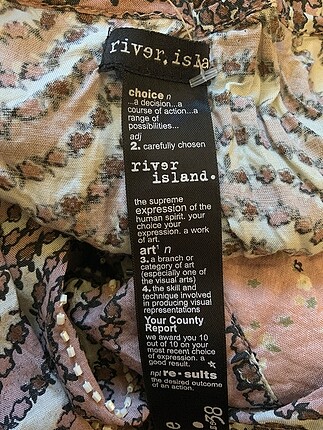 river.isla
choice n
...a decision...a
course of action...a
range of
possibilities...
adj
2. carefully chosen
river
island.
the supreme
expression of the
human spirit. your
choice your
expression. a work
of art.
art¹ n
3. a branch or
category of art
(especially one of
the visual arts)
4. the skill and
technique involved
in producing visual
representations
Your County
Report
we award you 10
out of 10 on your
most recent choice
of expression. a
good result.
npl re•sults
the desired outcome
of an action.